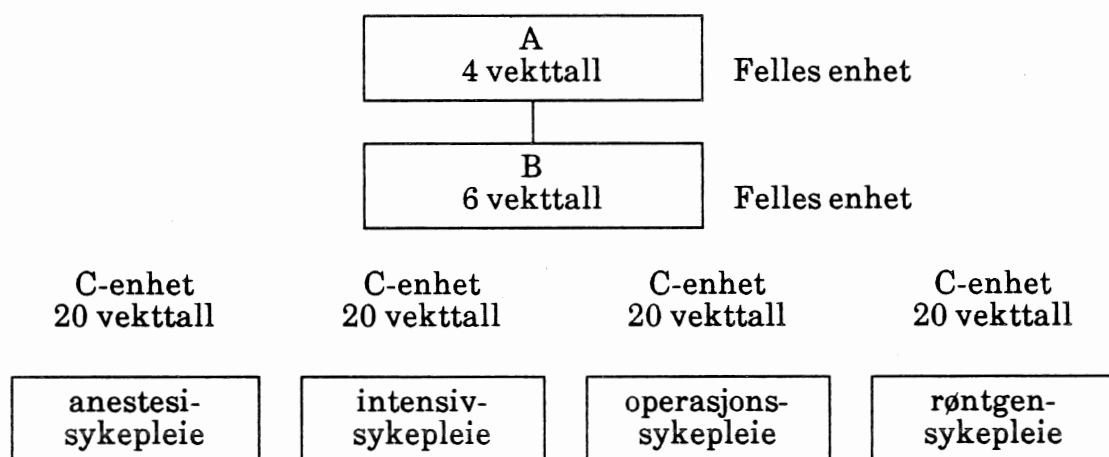 A
4 vekttall
Felles enhet
B
6 vekttall
Felles enhet
C-enhet
20 vekttall
C-enhet
20 vekttall
C-enhet
20 vekttall
C-enhet
20 vekttall
anestesi-
sykepleie
intensiv-
sykepleie
operasjons-
sykepleie
røntgen-
sykepleie